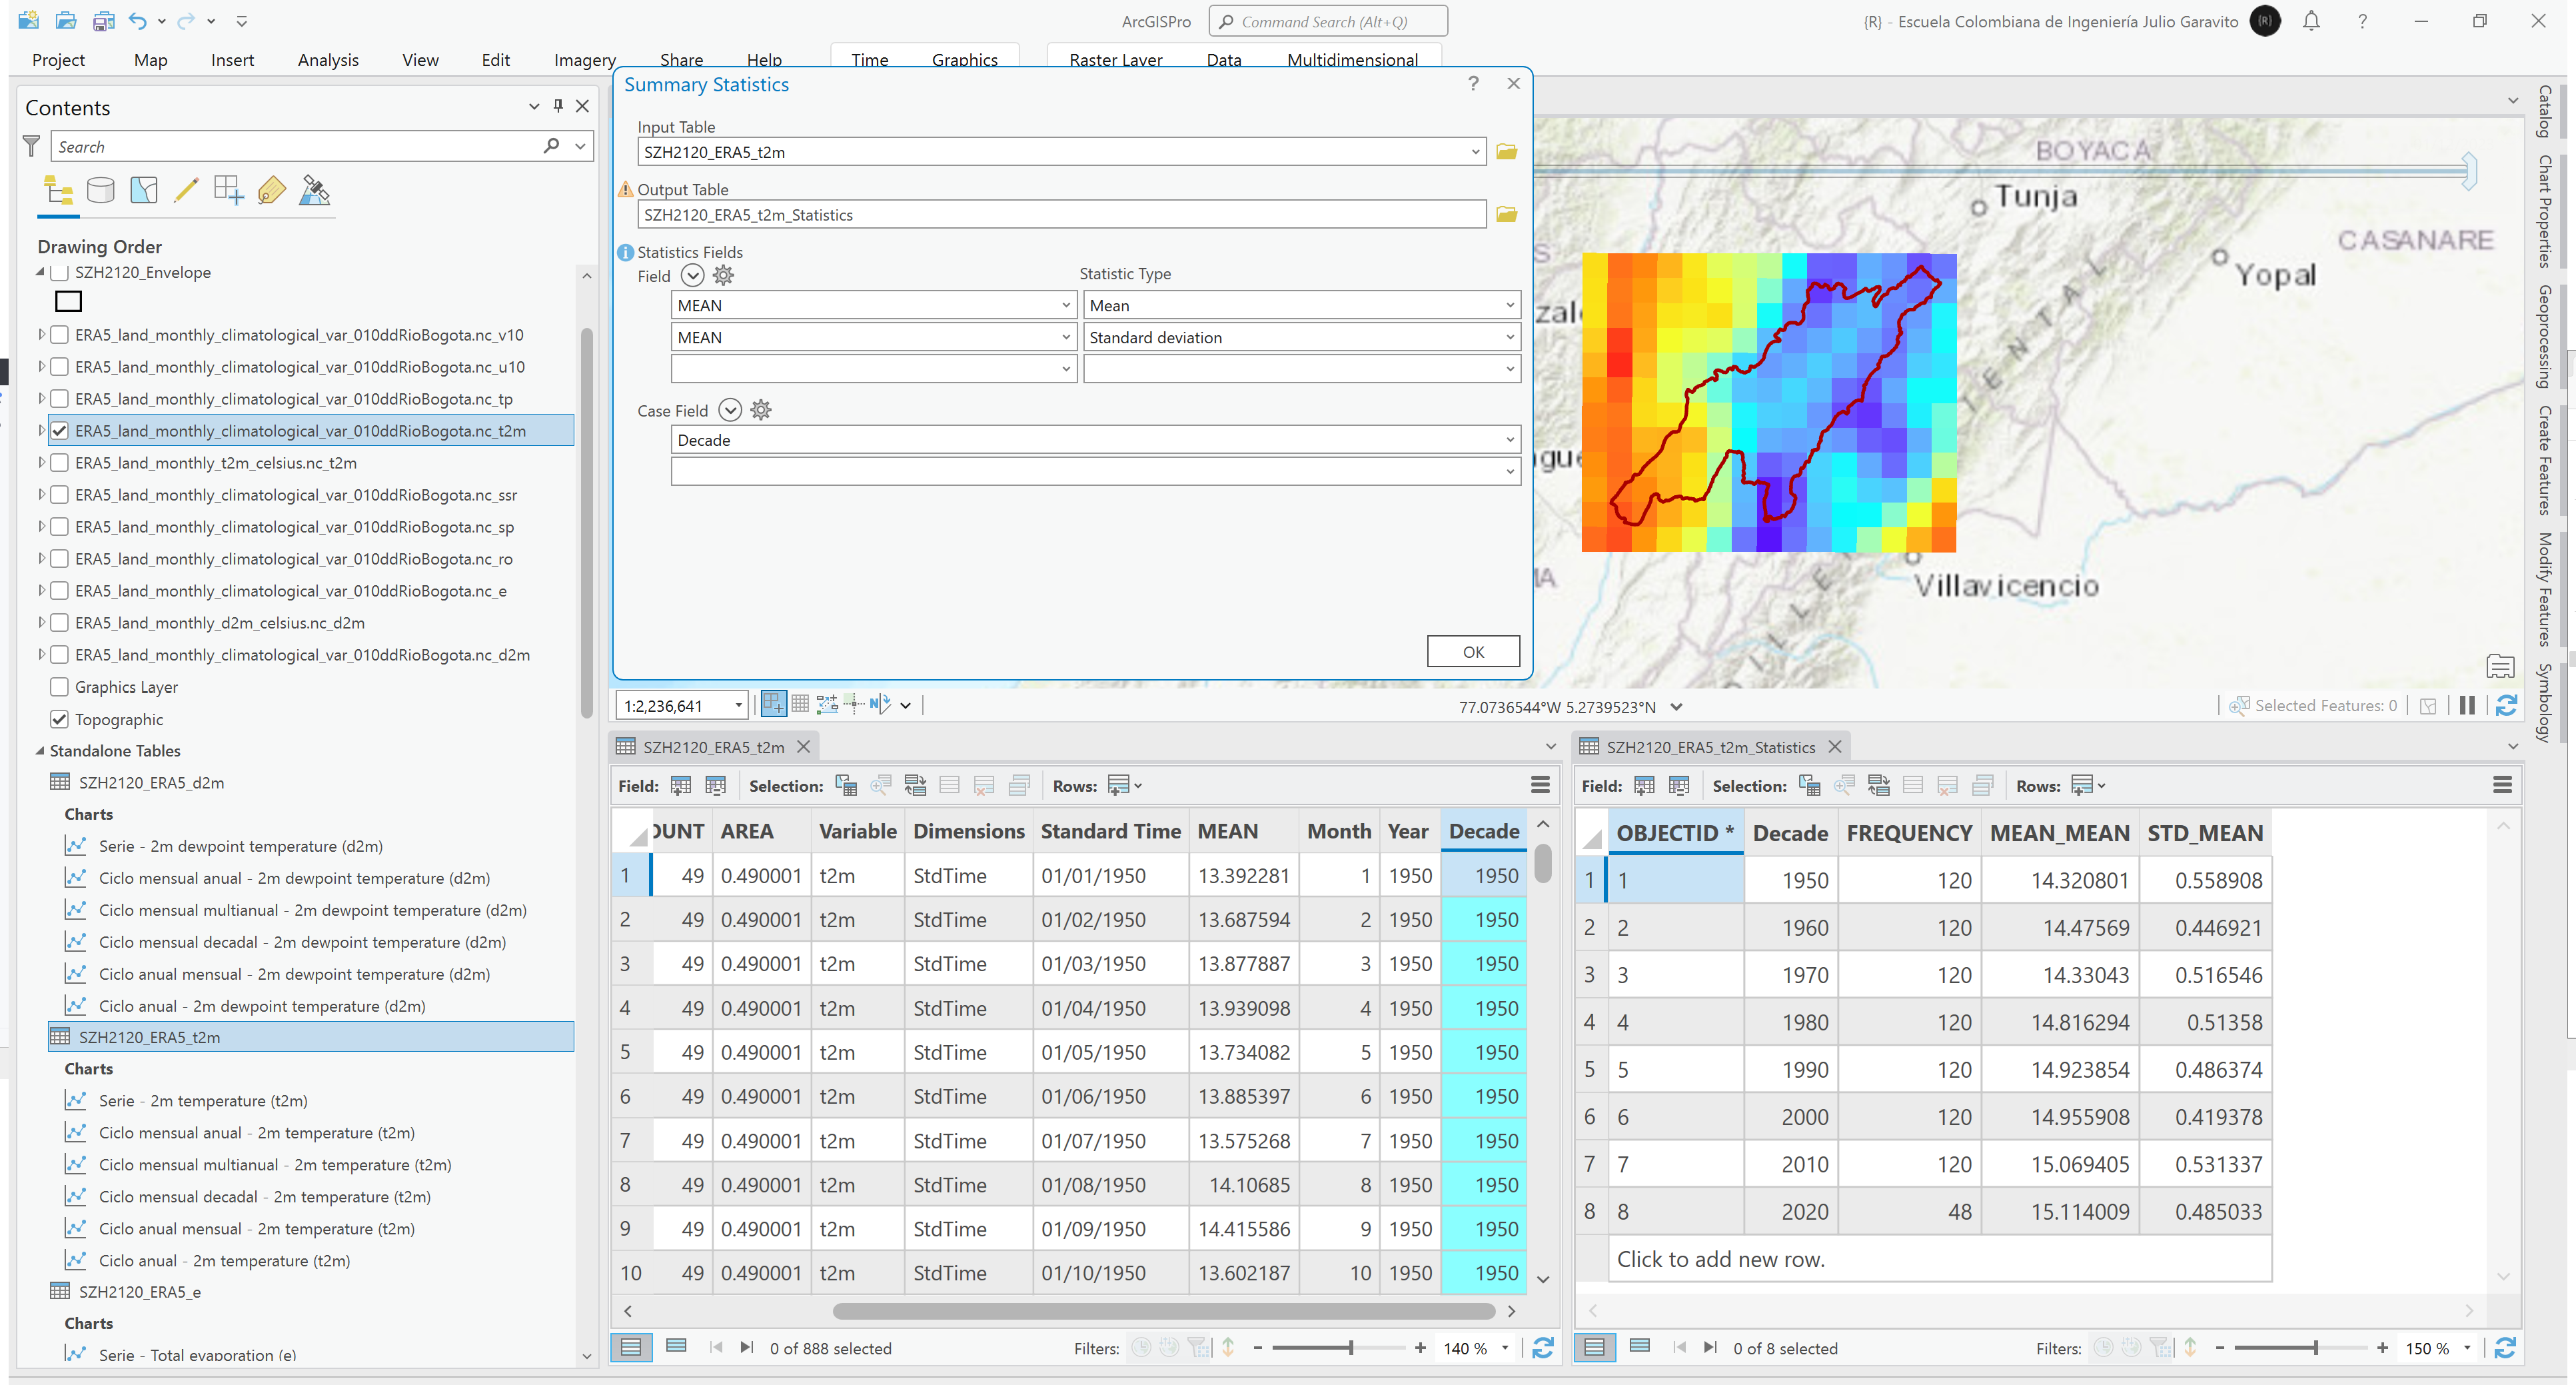 ArcGISPro
Command Search (Alt+Q)
{R} - Escuela Colombiana de Ingeniería Julio Garavito
{R}
?
Project Map Insert Analysis View Edit Imagery Share Help Time Graphics Raster Layer Data Multidimensional
Contents
Search
Drawing Order
SZH2120_Envelope
ERA5_land_monthly_climatological_var_010ddRioBogota.nc_v10
ERA5_land_monthly_climatological_var_010ddRioBogota.nc_u10
ERA5_land_monthly_climatological_var_010ddRioBogota.nc_tp
ERA5_land_monthly_climatological_var_010ddRioBogota.nc_t2m
ERA5_land_monthly_t2m_celsius.nc_t2m
ERA5_land_monthly_climatological_var_010ddRioBogota.nc_ssr
ERA5_land_monthly_climatological_var_010ddRioBogota.nc_sp
ERA5_land_monthly_climatological_var_010ddRioBogota.nc_ro
ERA5_land_monthly_climatological_var_010ddRioBogota.nc_e
ERA5_land_monthly_d2m_celsius.nc_d2m
ERA5_land_monthly_climatological_var_010ddRioBogota.nc_d2m
Graphics Layer
Topographic
Standalone Tables
SZH2120_ERA5_d2m
Charts
Serie - 2m dewpoint temperature (d2m)
Ciclo mensual anual - 2m dewpoint temperature (d2m)
Ciclo mensual multianual - 2m dewpoint temperature (d2m)
Ciclo mensual decadal - 2m dewpoint temperature (d2m)
Ciclo anual mensual - 2m dewpoint temperature (d2m)
Ciclo anual - 2m dewpoint temperature (d2m)
SZH2120_ERA5_t2m
Charts
Serie - 2m temperature (t2m)
Ciclo mensual anual - 2m temperature (t2m)
Ciclo mensual multianual - 2m temperature (t2m)
Ciclo mensual decadal - 2m temperature (t2m)
Ciclo anual mensual - 2m temperature (t2m)
Ciclo anual - 2m temperature (t2m)
SZH2120_ERA5_e
Charts
Serie - Total evaporation (e)
Summary Statistics
?
Input Table
SZH2120_ERA5_t2m
Output Table
SZH2120_ERA5_t2m_Statistics
Statistics Fields
Field Statistic Type
MEAN Mean
MEAN Standard deviation
Case Field
Decade
OK
BOYACA
Tunja
CASANARE
Yopal
Villavicencio
Catalog
Chart Properties
Geoprocessing
Create Features
Modify Features
Symbology
1:2,236,641
77.0736544°W 5.2739523°N
Selected Features: 0
SZH2120_ERA5_t2m
Field: Selection: Rows:
OUNT AREA Variable Dimensions Standard Time MEAN Month Year Decade
1 49 0.490001 t2m StdTime 01/01/1950 13.392281 1 1950 1950
2 49 0.490001 t2m StdTime 01/02/1950 13.687594 2 1950 1950
3 49 0.490001 t2m StdTime 01/03/1950 13.877887 3 1950 1950
4 49 0.490001 t2m StdTime 01/04/1950 13.939098 4 1950 1950
5 49 0.490001 t2m StdTime 01/05/1950 13.734082 5 1950 1950
6 49 0.490001 t2m StdTime 01/06/1950 13.885397 6 1950 1950
7 49 0.490001 t2m StdTime 01/07/1950 13.575268 7 1950 1950
8 49 0.490001 t2m StdTime 01/08/1950 14.10685 8 1950 1950
9 49 0.490001 t2m StdTime 01/09/1950 14.415586 9 1950 1950
10 49 0.490001 t2m StdTime 01/10/1950 13.602187 10 1950 1950
0 of 888 selected
Filters:
140 %
SZH2120_ERA5_t2m_Statistics
Field: Selection: Rows:
OBJECTID * Decade FREQUENCY MEAN_MEAN STD_MEAN
1 1 1950 120 14.320801 0.558908
2 2 1960 120 14.47569 0.446921
3 3 1970 120 14.33043 0.516546
4 4 1980 120 14.816294 0.51358
5 5 1990 120 14.923854 0.486374
6 6 2000 120 14.955908 0.419378
7 7 2010 120 15.069405 0.531337
8 8 2020 48 15.114009 0.485033
Click to add new row.
0 of 8 selected
Filters:
150 %